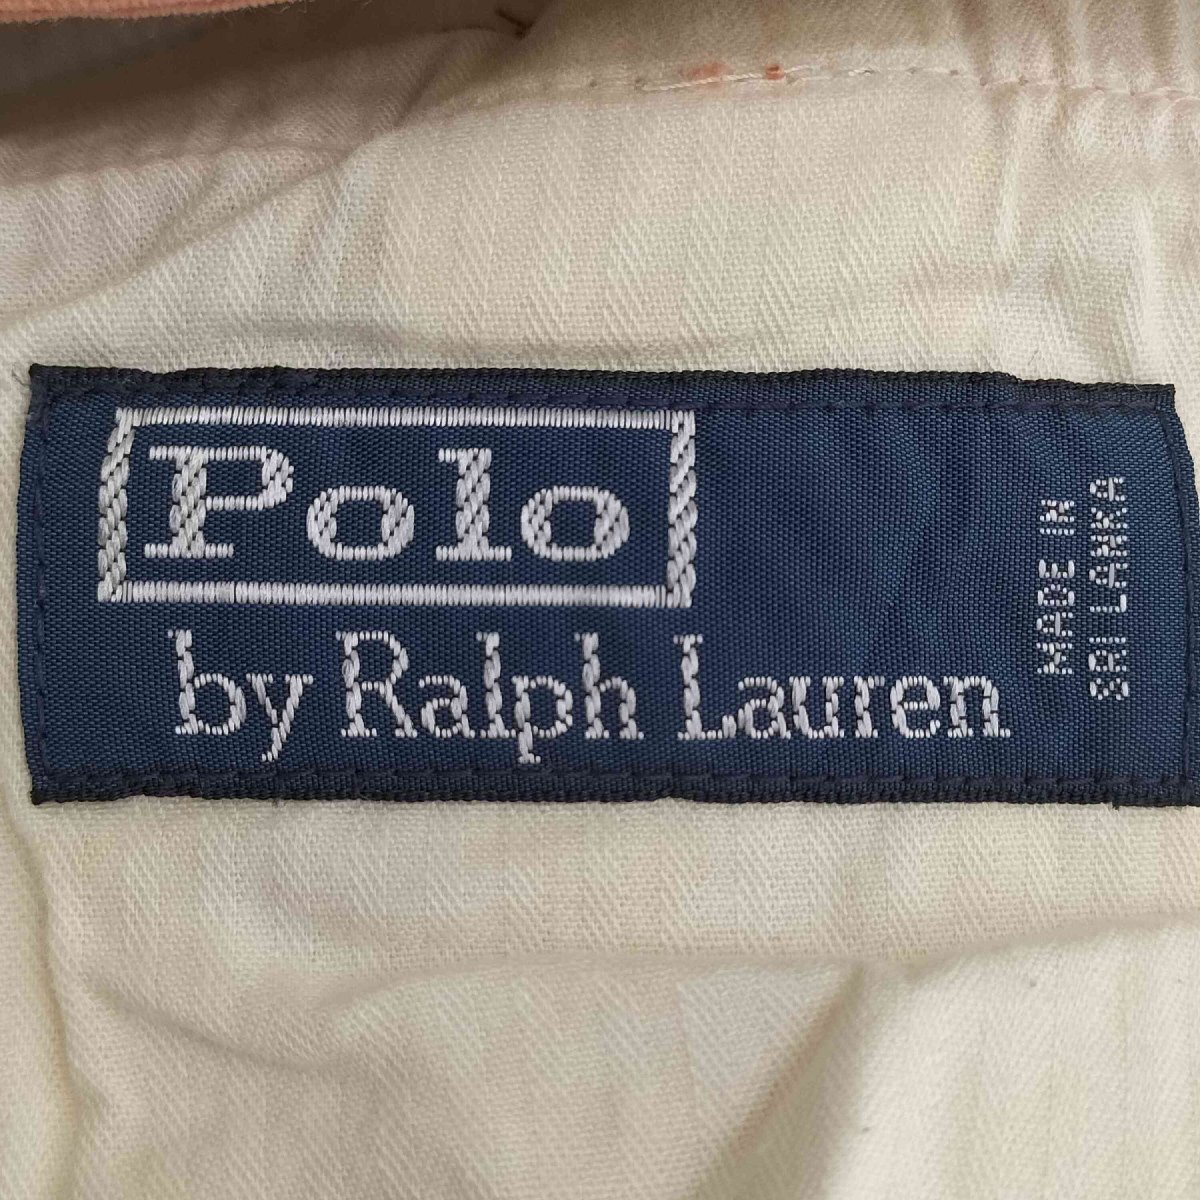 Polo
by Ralph Lauren
MADE IN
SRI LANKA